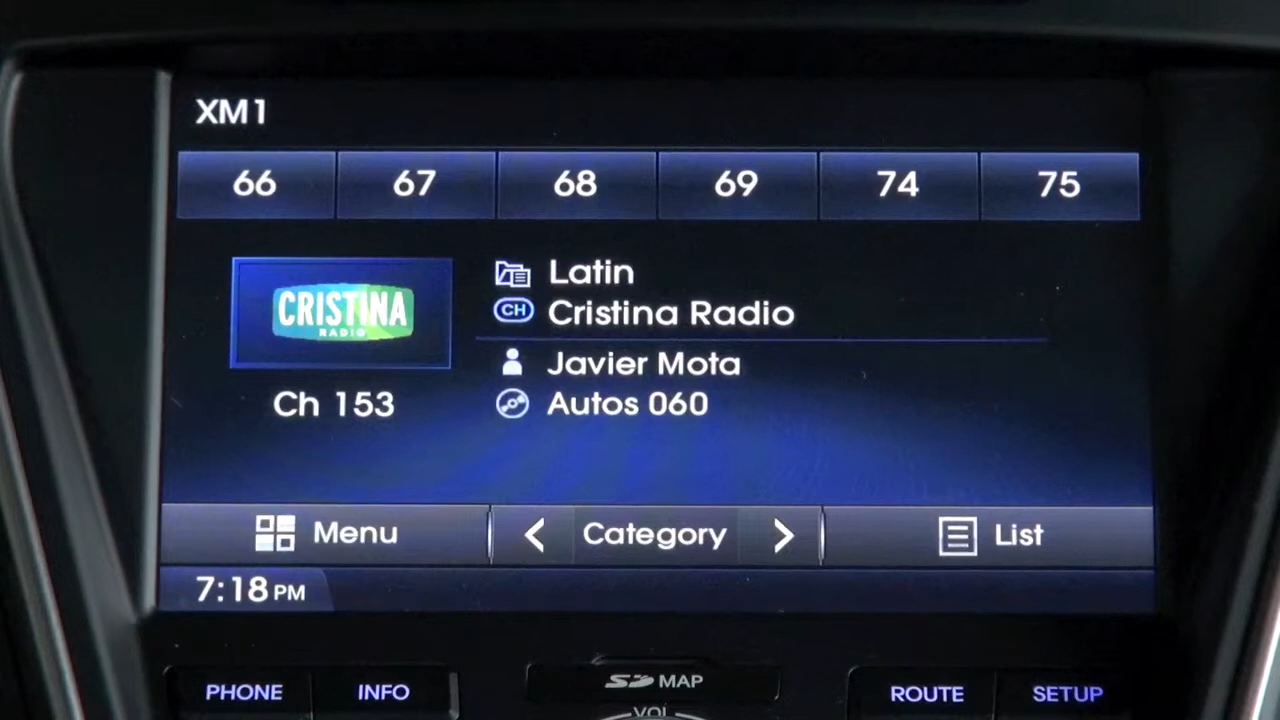 XM1
66 67 68 69 74 75
CRISTINA
RADIO
Ch 153
Latin
CH Cristina Radio
Javier Mota
Autos 060
Menu < Category > List
7:18 PM
PHONE INFO SD MAP ROUTE SETUP
VOL